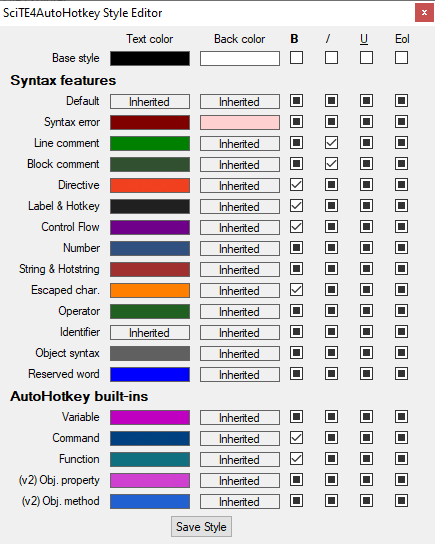 SciTE4AutoHotkey Style Editor x
Text color Back color B / U Eol
Base style
Syntax features
Default Inherited Inherited
Syntax error
Line comment Inherited
Block comment Inherited
Directive Inherited
Label & Hotkey Inherited
Control Flow Inherited
Number Inherited
String & Hotstring Inherited
Escaped char. Inherited
Operator Inherited
Identifier Inherited Inherited
Object syntax Inherited
Reserved word Inherited
AutoHotkey built-ins
Variable Inherited
Command Inherited
Function Inherited
(v2) Obj. property Inherited
(v2) Obj. method Inherited
Save Style